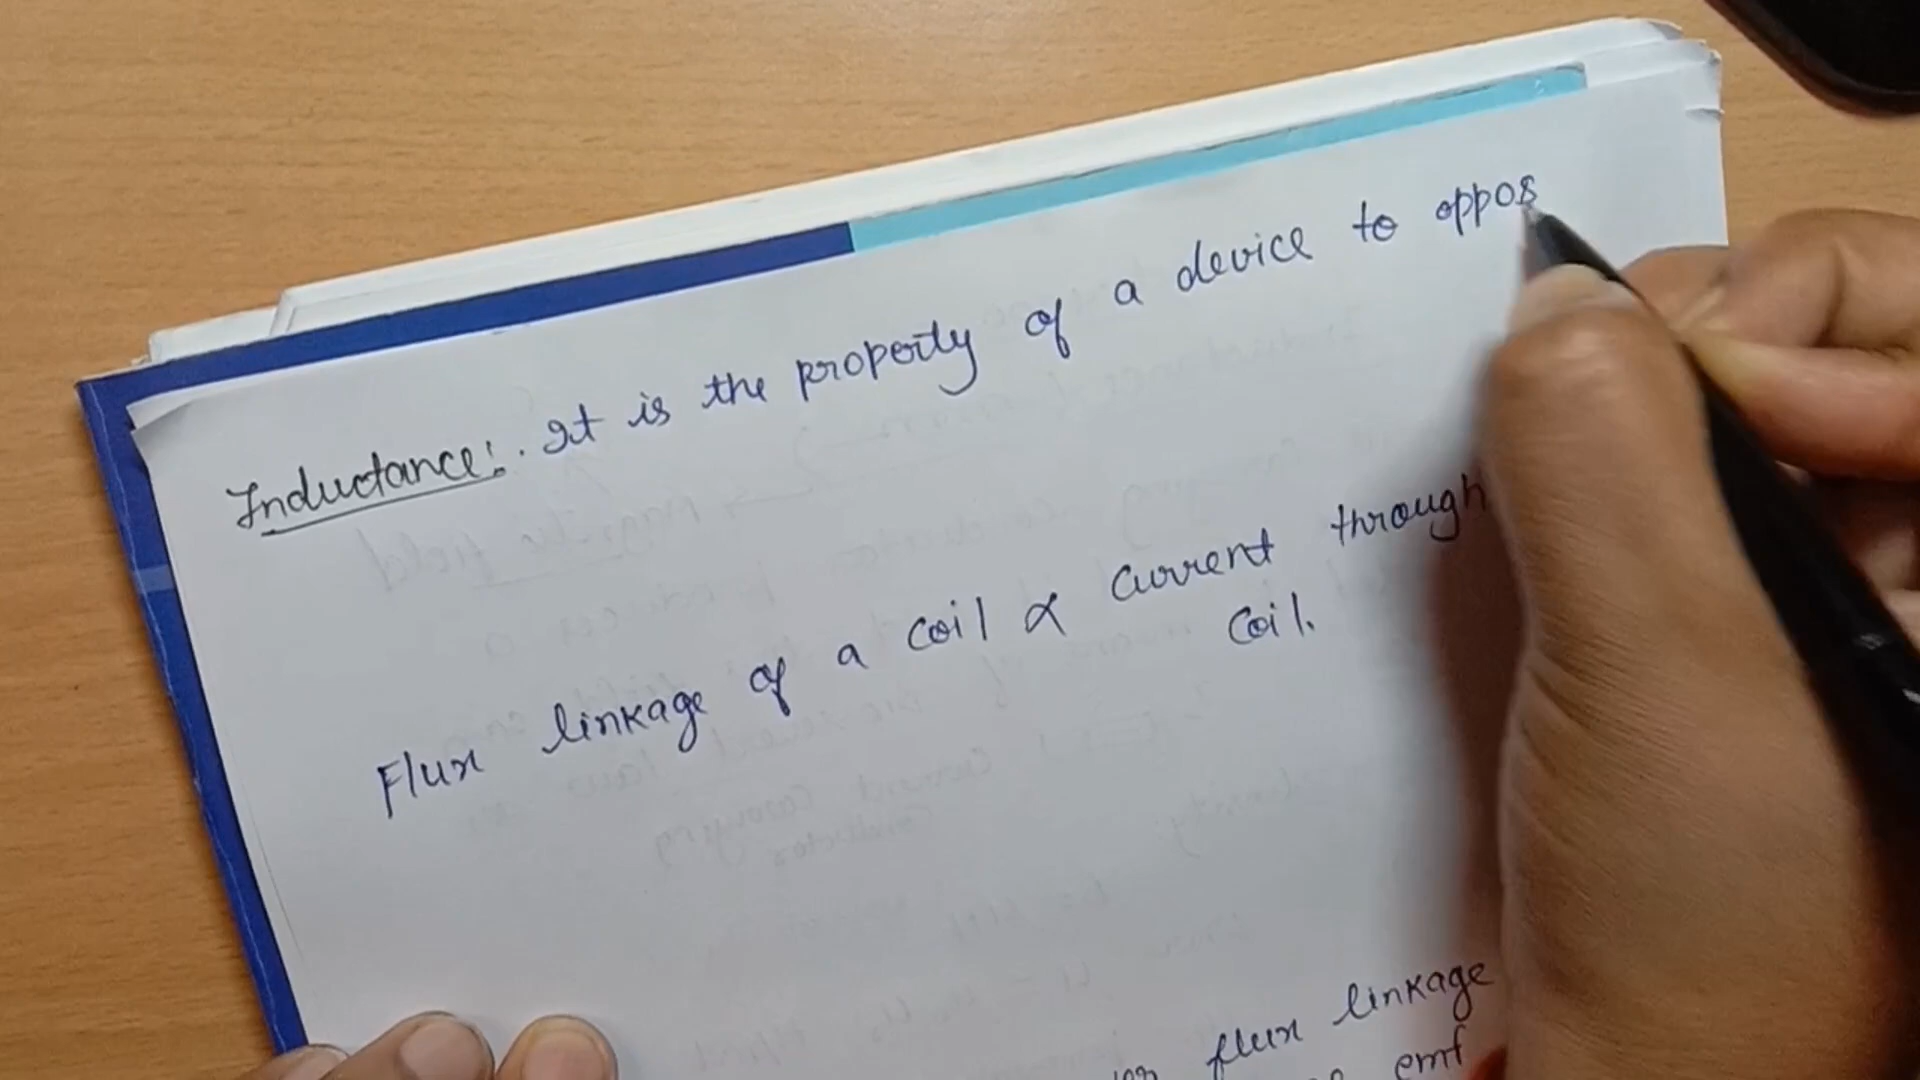 Inductance:. It is the property of a device to oppos
Flux linkage of a coil ∝ current through
coil.
flux linkage
emf